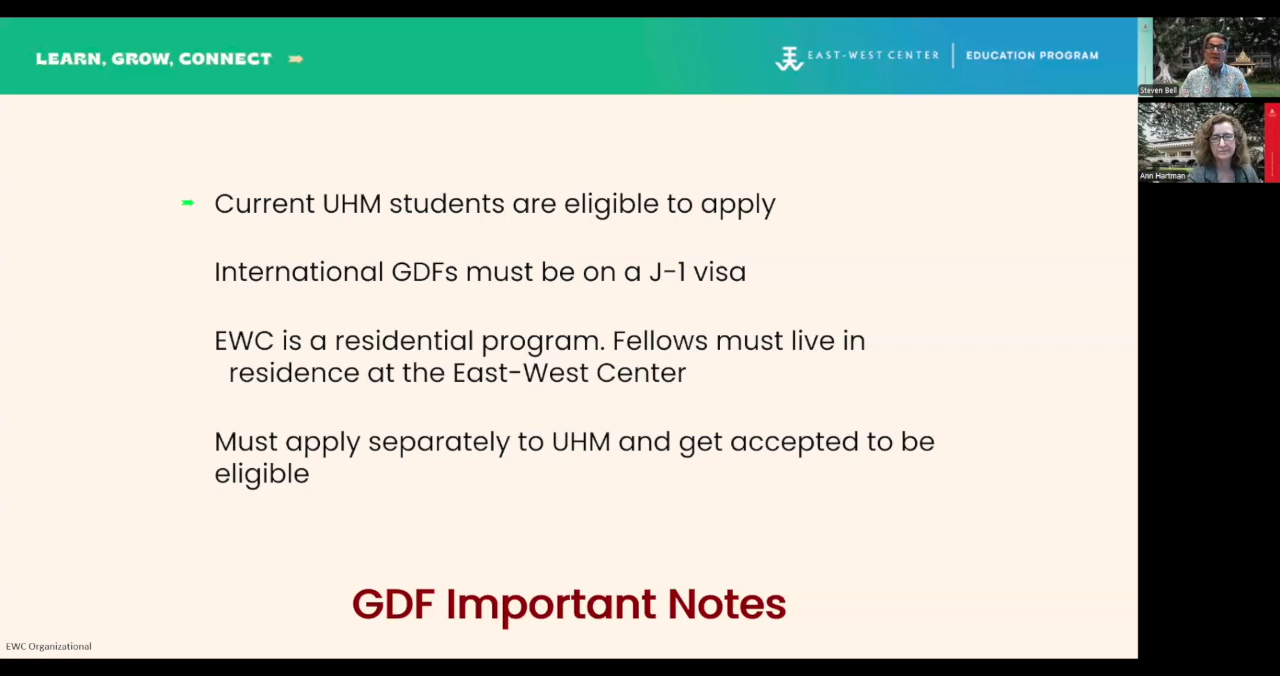 LEARN, GROW, CONNECT
EAST-WEST CENTER
EDUCATION PROGRAM
Steven Bell
Ann Hartman
Current UHM students are eligible to apply
International GDFs must be on a J-1 visa
EWC is a residential program. Fellows must live in
residence at the East-West Center
Must apply separately to UHM and get accepted to be
eligible
GDF Important Notes
EWC Organizational